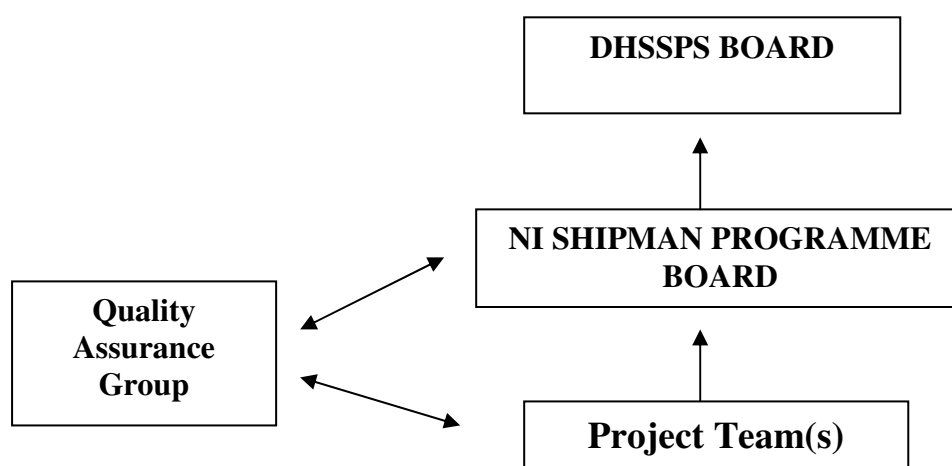 DHSSPS BOARD
NI SHIPMAN PROGRAMME
BOARD
Quality
Assurance
Group
Project Team(s)